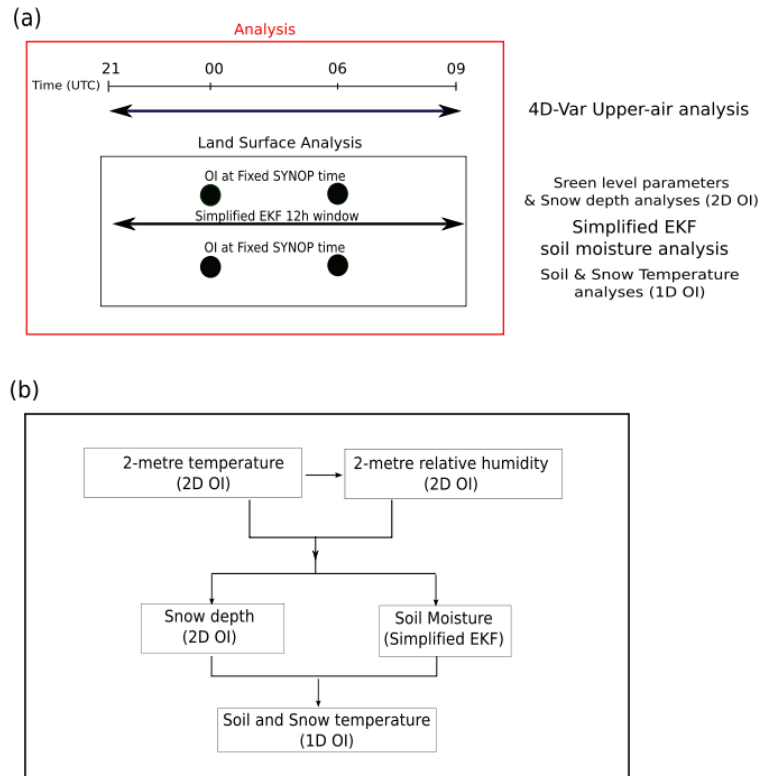 (a)
Analysis
21 00 06 09
Time (UTC)
4D-Var Upper-air analysis
Land Surface Analysis
OI at Fixed SYNOP time
Sreen level parameters
& Snow depth analyses (2D OI)
Simplified EKF 12h window
Simplified EKF
soil moisture analysis
OI at Fixed SYNOP time
Soil & Snow Temperature
analyses (1D OI)
(b)
2-metre temperature
(2D OI)
2-metre relative humidity
(2D OI)
Snow depth
(2D OI)
Soil Moisture
(Simplified EKF)
Soil and Snow temperature
(1D OI)